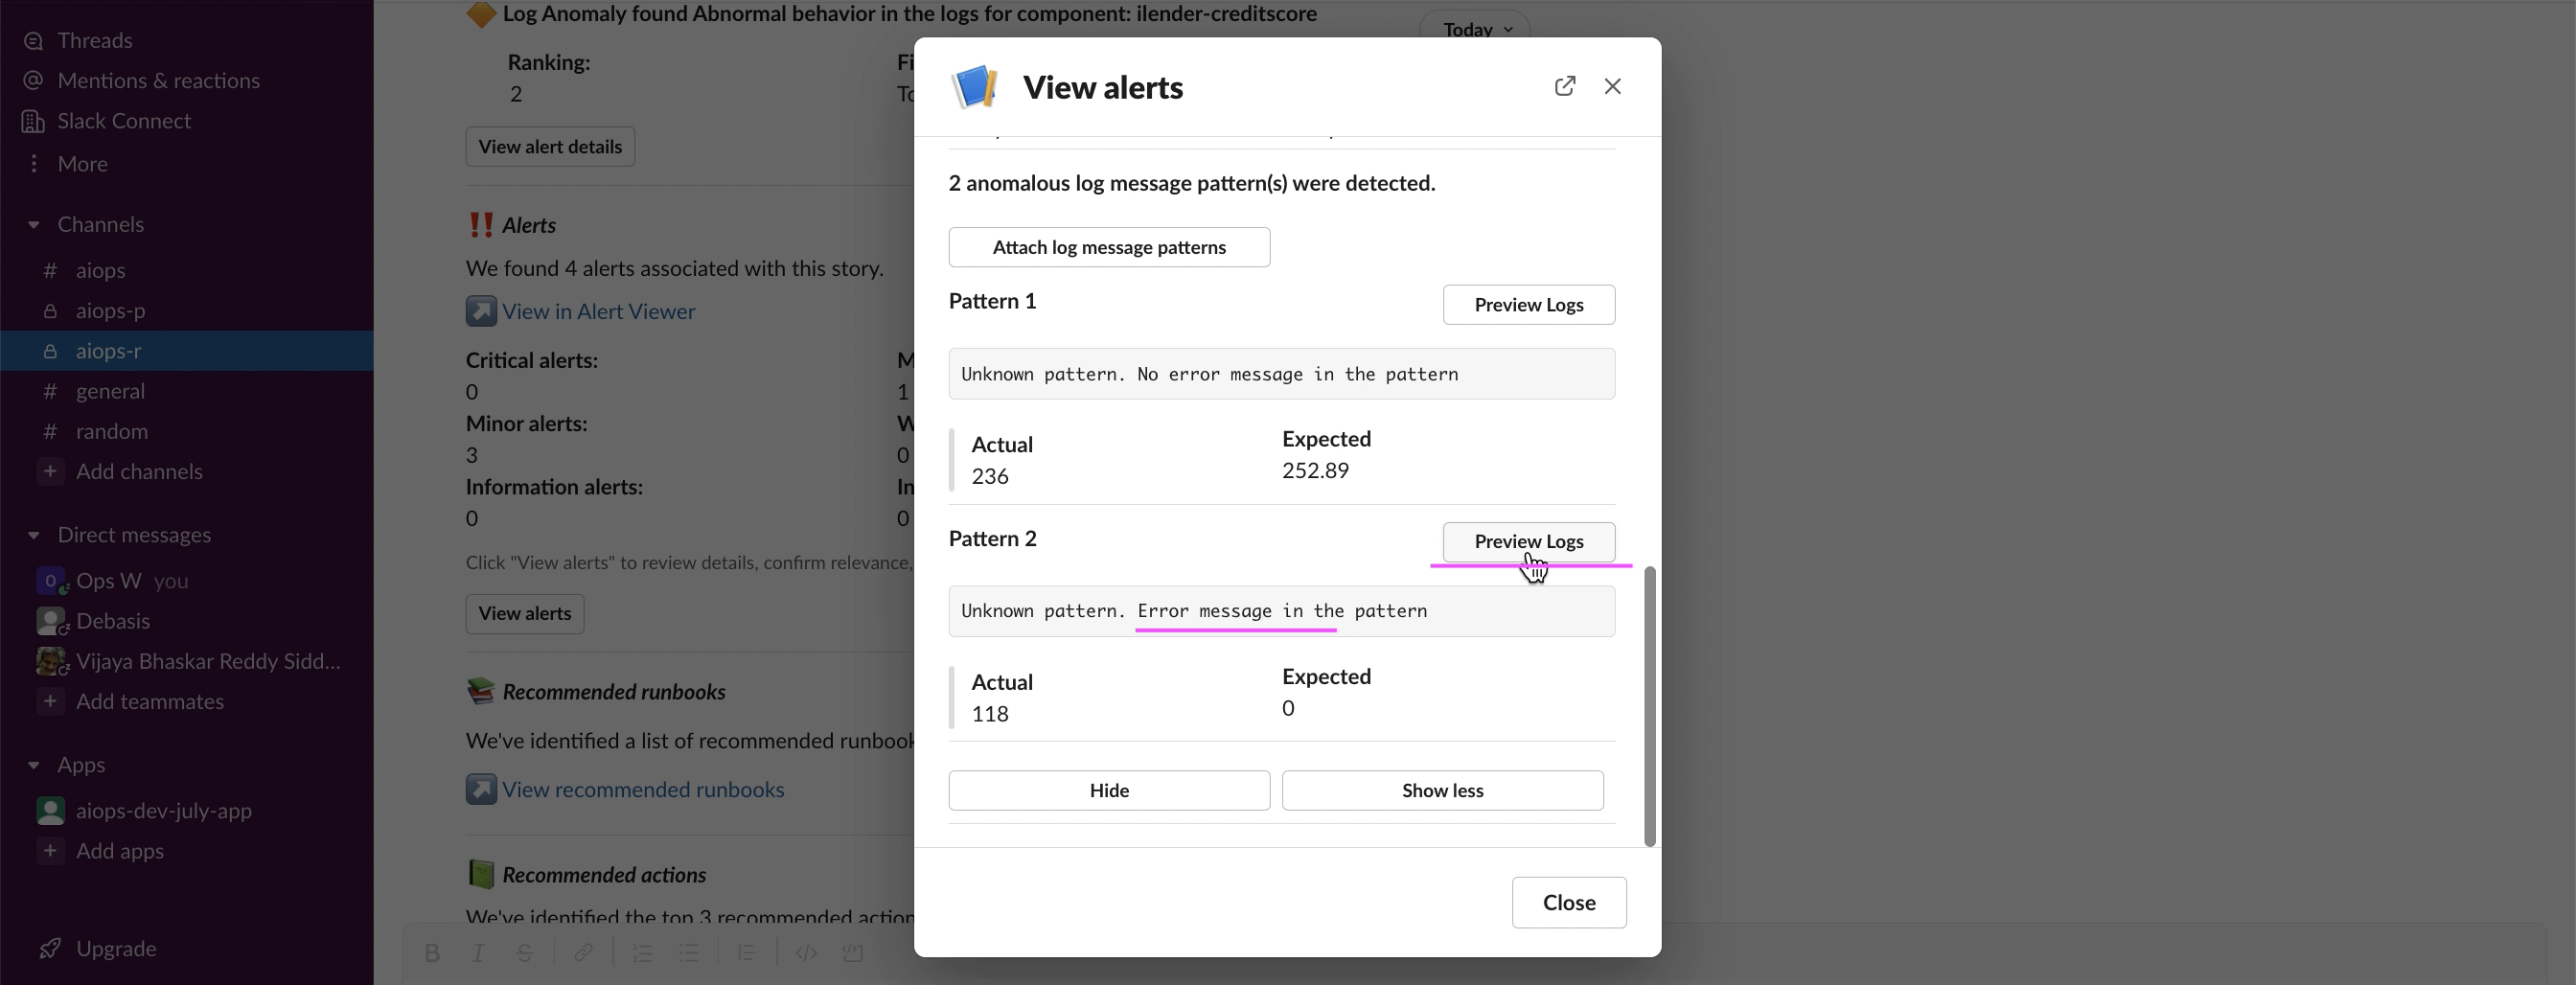 Threads
Mentions & reactions
Slack Connect
More
Channels
# aiops
aiops-p
aiops-r
# general
# random
+ Add channels
Direct messages
O Ops W you
Debasis
Vijaya Bhaskar Reddy Sidd...
+ Add teammates
Apps
aiops-dev-july-app
+ Add apps
Upgrade
Log Anomaly found Abnormal behavior in the logs for component: ilender-creditscore
Today
Ranking:
2
View alert details
Alerts
We found 4 alerts associated with this story.
View in Alert Viewer
Critical alerts:
0
1
Minor alerts:
3
0
Information alerts:
0
0
Click "View alerts" to review details, confirm relevance,
View alerts
Recommended runbooks
We've identified a list of recommended runbook
View recommended runbooks
Recommended actions
We've identified the top 3 recommended action
B I S
View alerts
2 anomalous log message pattern(s) were detected.
Attach log message patterns
Pattern 1
Preview Logs
Unknown pattern. No error message in the pattern
Actual Expected
236 252.89
Pattern 2
Preview Logs
Unknown pattern. Error message in the pattern
Actual Expected
118 0
Hide Show less
Close